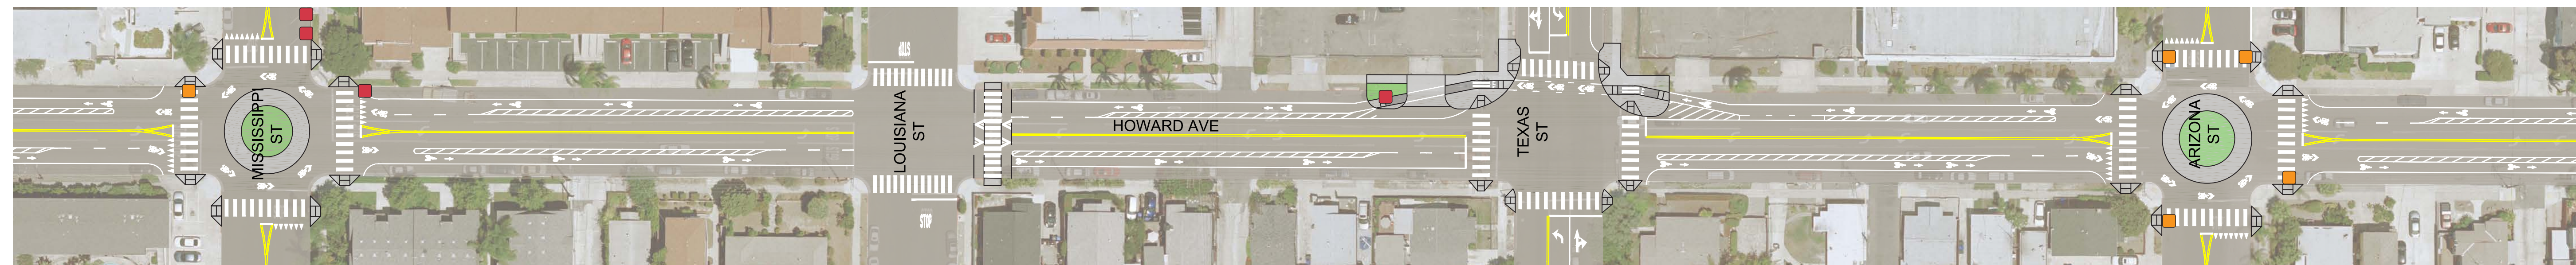 MISSISSIPPI
ST
LOUISIANA
ST
STOP
STOP
HOWARD AVE
TEXAS
ST
ARIZONA
ST